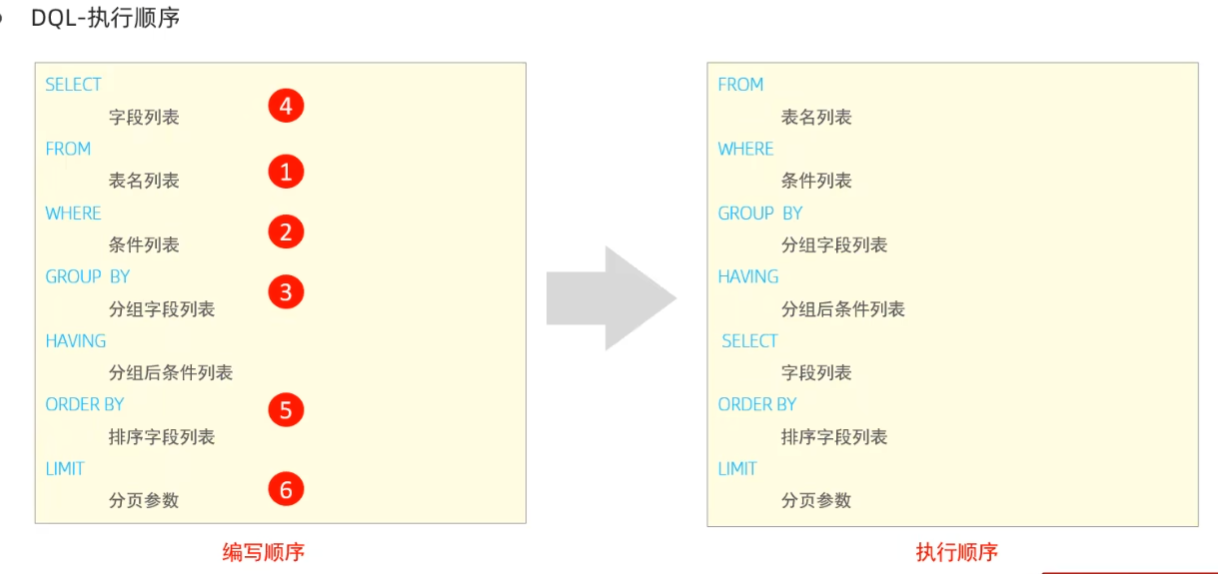 DQL-执行顺序
SELECT
字段列表
4
FROM
表名列表
1
WHERE
条件列表
2
GROUP BY
分组字段列表
3
HAVING
分组后条件列表
ORDER BY
排序字段列表
5
LIMIT
分页参数
6
编写顺序
FROM
表名列表
WHERE
条件列表
GROUP BY
分组字段列表
HAVING
分组后条件列表
SELECT
字段列表
ORDER BY
排序字段列表
LIMIT
分页参数
执行顺序